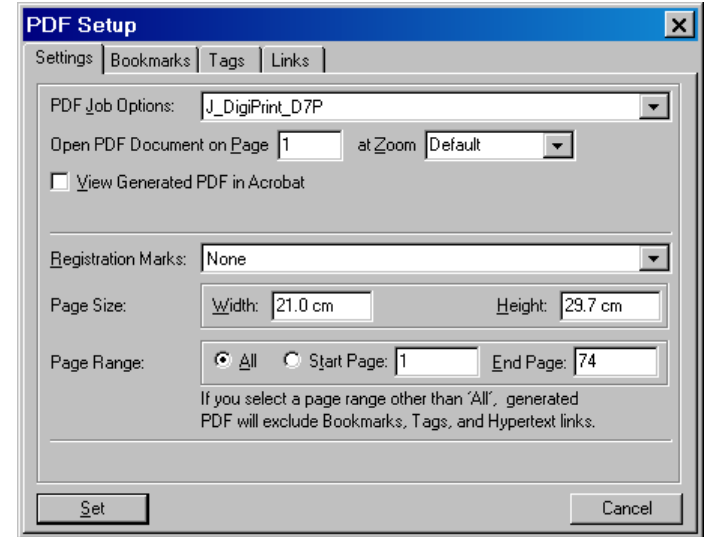 PDF Setup
Settings Bookmarks Tags Links
PDF Job Options: J_DigiPrint_D7P
Open PDF Document on Page 1 at Zoom Default
View Generated PDF in Acrobat
Registration Marks: None
Page Size: Width: 21.0 cm Height: 29.7 cm
Page Range: All Start Page: 1 End Page: 74
If you select a page range other than ´All´, generated
PDF will exclude Bookmarks, Tags, and Hypertext links.
Set Cancel